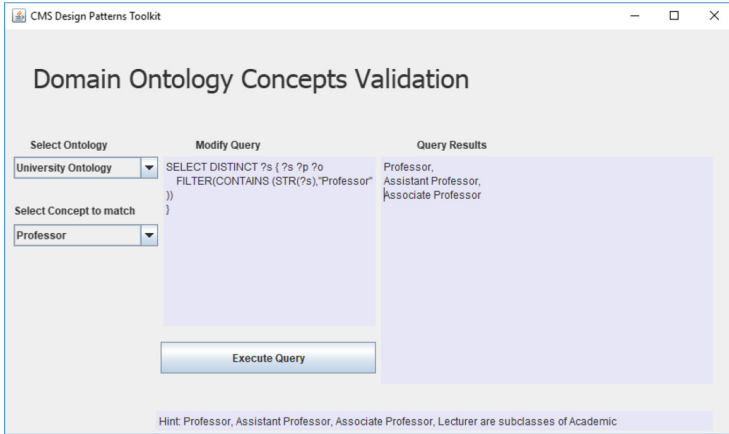 CMS Design Patterns Toolkit
Domain Ontology Concepts Validation
Select Ontology
University Ontology
Select Concept to match
Professor
Modify Query
SELECT DISTINCT ?s { ?s ?p ?o
FILTER(CONTAINS (STR(?s),"Professor"
))
}
Execute Query
Query Results
Professor,
Assistant Professor,
Associate Professor
Hint: Professor, Assistant Professor, Associate Professor, Lecturer are subclasses of Academic